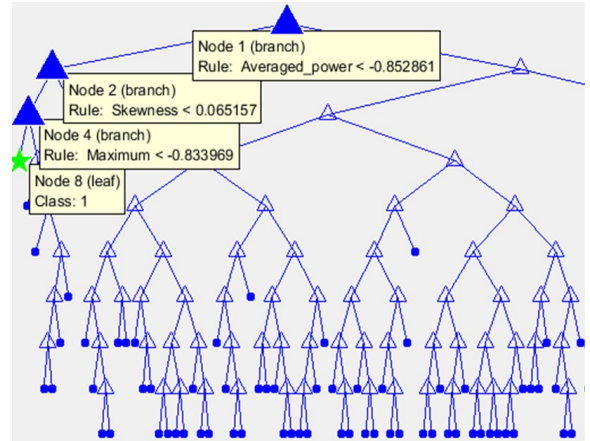 Node 1 (branch)
Rule: Averaged_power < -0.852861
Node 2 (branch)
Rule: Skewness < 0.065157
Node 4 (branch)
Rule: Maximum < -0.833969
Node 8 (leaf)
Class: 1